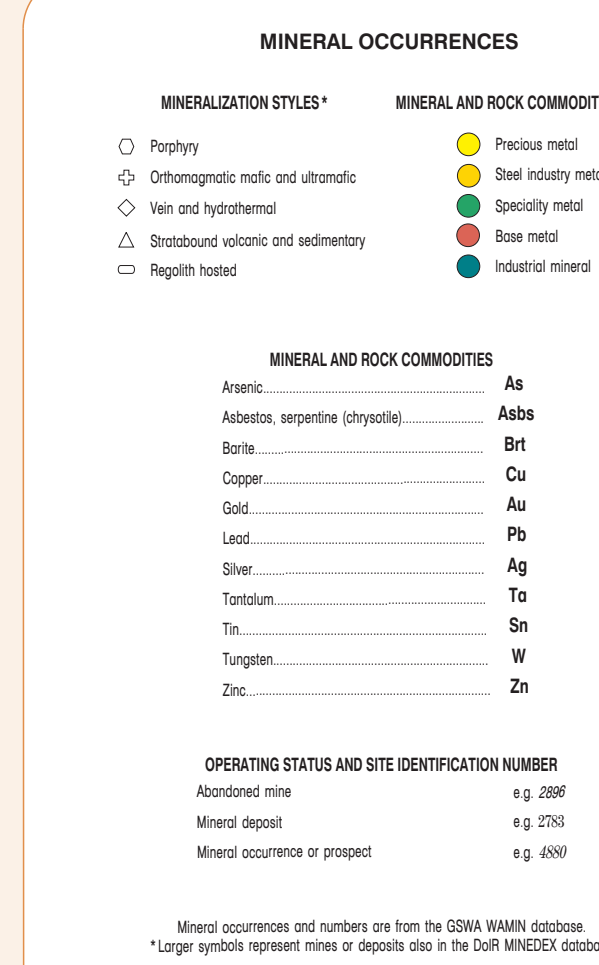 MINERAL OCCURRENCES
MINERALIZATION STYLES *
Porphyry
Orthomagmatic mafic and ultramafic
Vein and hydrothermal
Stratabound volcanic and sedimentary
Regolith hosted
MINERAL AND ROCK COMMODIT
Precious metal
Steel industry meta
Speciality metal
Base metal
Industrial mineral
MINERAL AND ROCK COMMODITIES
Arsenic As
Asbestos, serpentine (chrysotile) Asbs
Barite Brt
Copper Cu
Gold Au
Lead Pb
Silver Ag
Tantalum Ta
Tin Sn
Tungsten W
Zinc Zn
OPERATING STATUS AND SITE IDENTIFICATION NUMBER
Abandoned mine e.g. 2896
Mineral deposit e.g. 2783
Mineral occurrence or prospect e.g. 4880
Mineral occurrences and numbers are from the GSWA WAMIN database.
* Larger symbols represent mines or deposits also in the DoIR MINEDEX databa